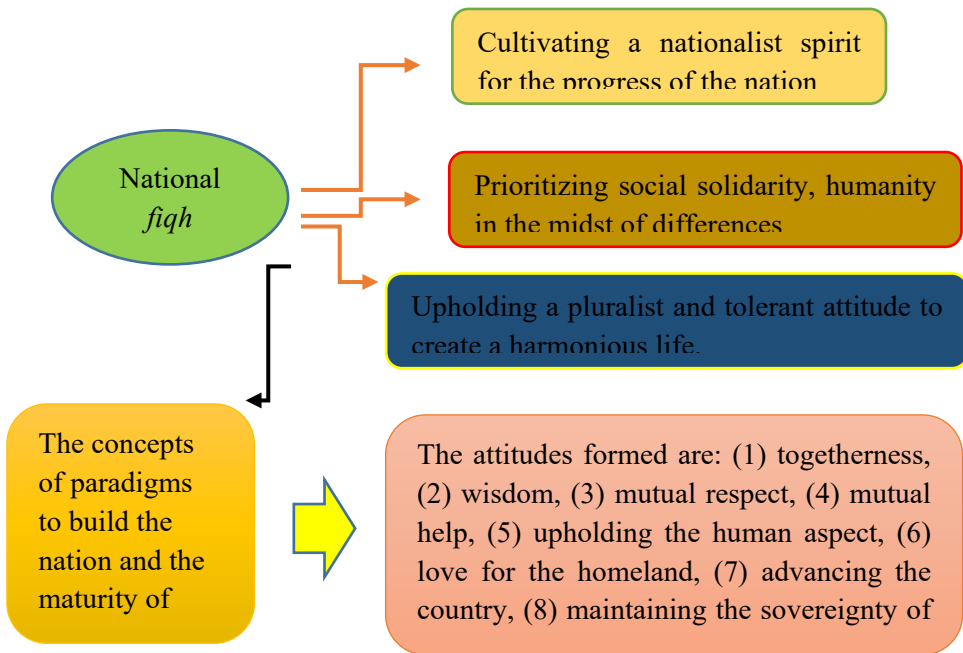 Cultivating a nationalist spirit
for the progress of the nation
National
fiqh
Prioritizing social solidarity, humanity
in the midst of differences
Upholding a pluralist and tolerant attitude to
create a harmonious life.
The concepts
of paradigms
to build the
nation and the
maturity of
The attitudes formed are: (1) togetherness,
(2) wisdom, (3) mutual respect, (4) mutual
help, (5) upholding the human aspect, (6)
love for the homeland, (7) advancing the
country, (8) maintaining the sovereignty of